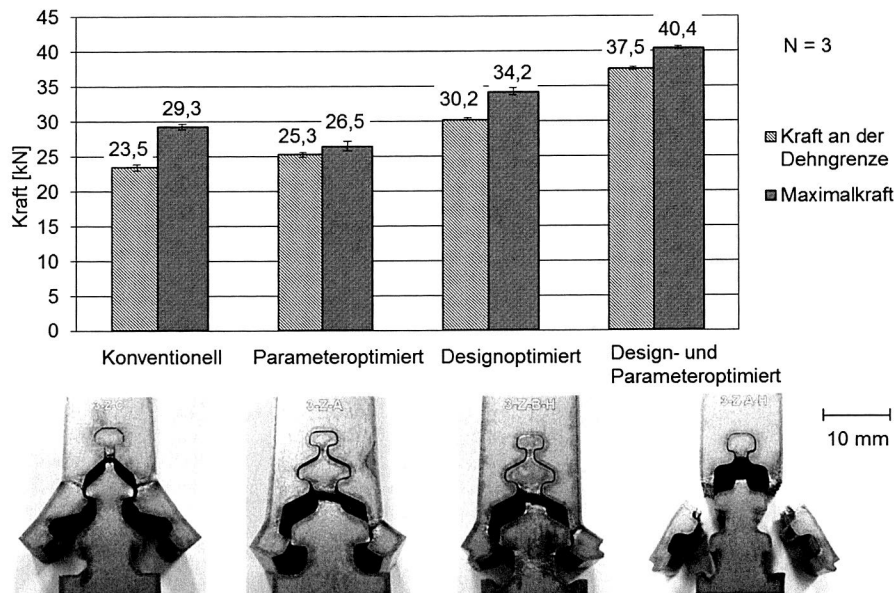 45
40
35
30
25
20
15
10
5
0
Kraft [kN]
23,5
29,3
25,3
26,5
30,2
34,2
37,5
40,4
N = 3
Kraft an der
Dehngrenze
Maximalkraft
Konventionell
Parameteroptimiert
Designoptimiert
Design- und
Parameteroptimiert
3-Z-A
3-Z-B-H
3-Z-A-H
10 mm